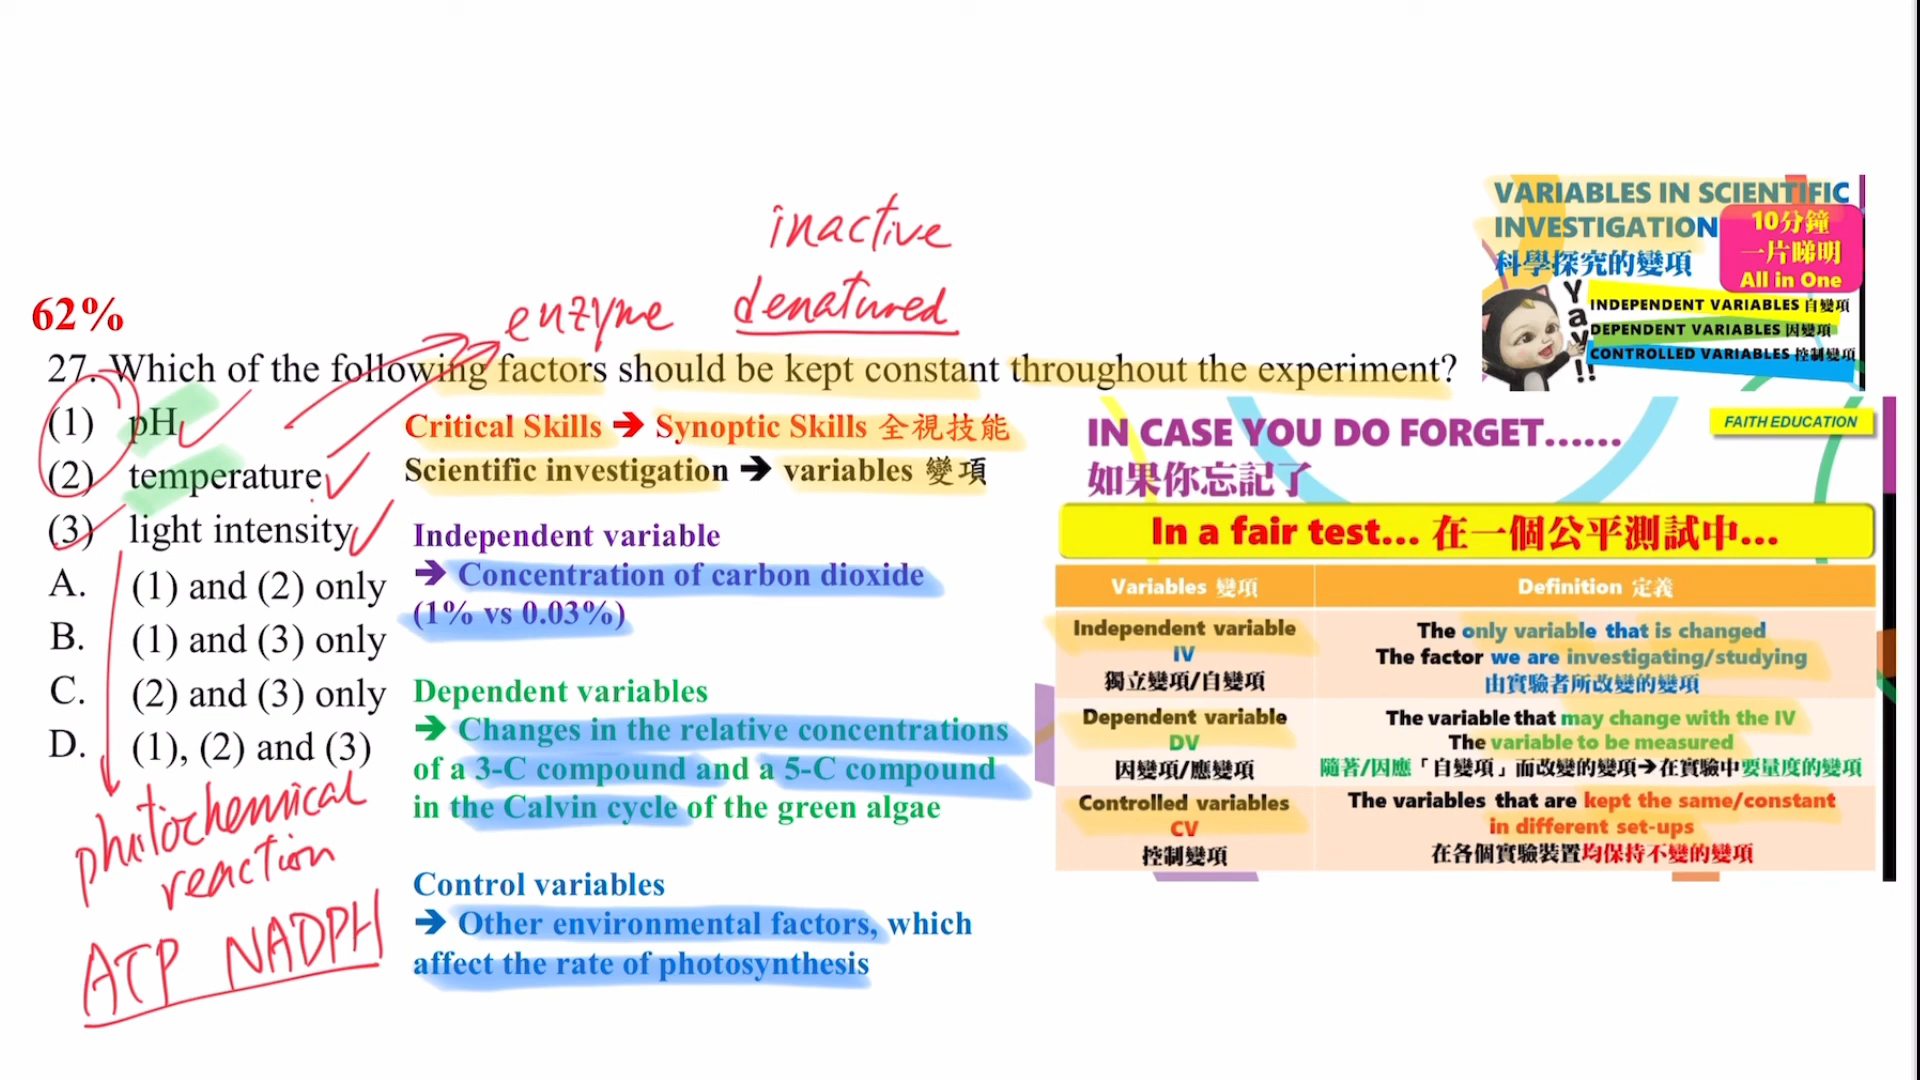 inactive
denatured
enzyme
62%
27. Which of the following factors should be kept constant throughout the experiment?
(1) pH
(2) temperature
(3) light intensity
A. (1) and (2) only
B. (1) and (3) only
C. (2) and (3) only
D. (1), (2) and (3)
photochemical
reaction
ATP NADPH
Critical Skills ➔ Synoptic Skills 全視技能
Scientific investigation ➔ variables 變項
Independent variable
➔ Concentration of carbon dioxide
(1% vs 0.03%)
Dependent variables
➔ Changes in the relative concentrations
of a 3-C compound and a 5-C compound
in the Calvin cycle of the green algae
Control variables
➔ Other environmental factors, which
affect the rate of photosynthesis
VARIABLES IN SCIENTIFIC
INVESTIGATION
科學探究的變項
10分鐘
一片睇明
All in One
Yay!!
INDEPENDENT VARIABLES 自變項
DEPENDENT VARIABLES 因變項
CONTROLLED VARIABLES 控制變項
IN CASE YOU DO FORGET......
如果你忘記了
FAITH EDUCATION
In a fair test... 在一個公平測試中...
Variables 變項 Definition 定義
Independent variable
IV
獨立變項/自變項
The only variable that is changed
The factor we are investigating/studying
由實驗者所改變的變項
Dependent variable
DV
因變項/應變項
The variable that may change with the IV
The variable to be measured
隨著/因應「自變項」而改變的變項➔在實驗中要量度的變項
Controlled variables
CV
控制變項
The variables that are kept the same/constant
in different set-ups
在各個實驗裝置均保持不變的變項